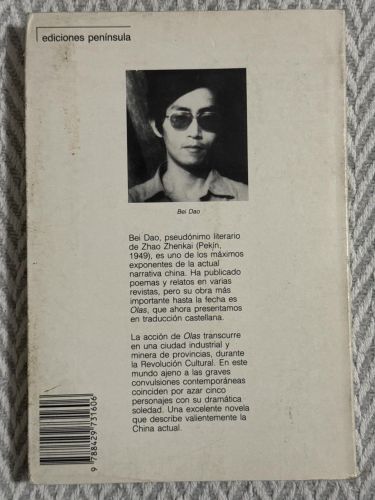 ediciones península
Bei Dao
Bei Dao, pseudónimo literario
de Zhao Zhenkai (Pekín,
1949), es uno de los máximos
exponentes de la actual
narrativa china. Ha publicado
poemas y relatos en varias
revistas, pero su obra más
importante hasta la fecha es
Olas, que ahora presentamos
en traducción castellana.
La acción de Olas transcurre
en una ciudad industrial y
minera de provincias, durante
la Revolución Cultural. En este
mundo ajeno a las graves
convulsiones contemporáneas
coinciden por azar cinco
personajes con su dramática
soledad. Una excelente novela
que describe valientemente la
China actual.
9 788429 731606